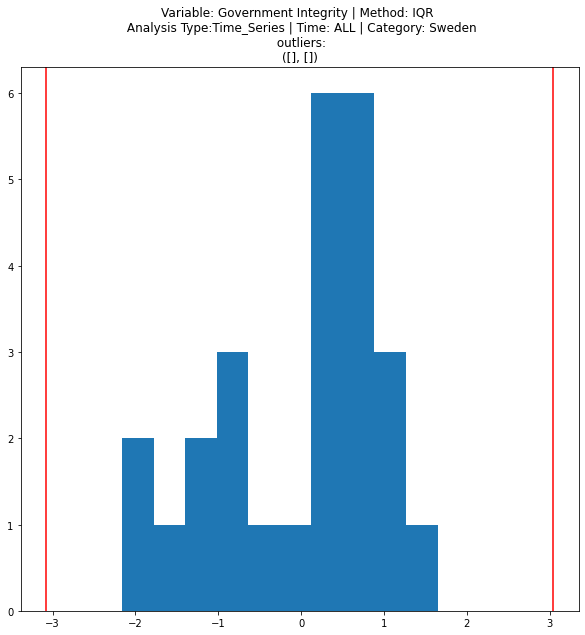 Variable: Government Integrity | Method: IQR
Analysis Type:Time_Series | Time: ALL | Category: Sweden
outliers:
([], [])
6
5
4
3
2
1
0
−3 −2 −1 0 1 2 3